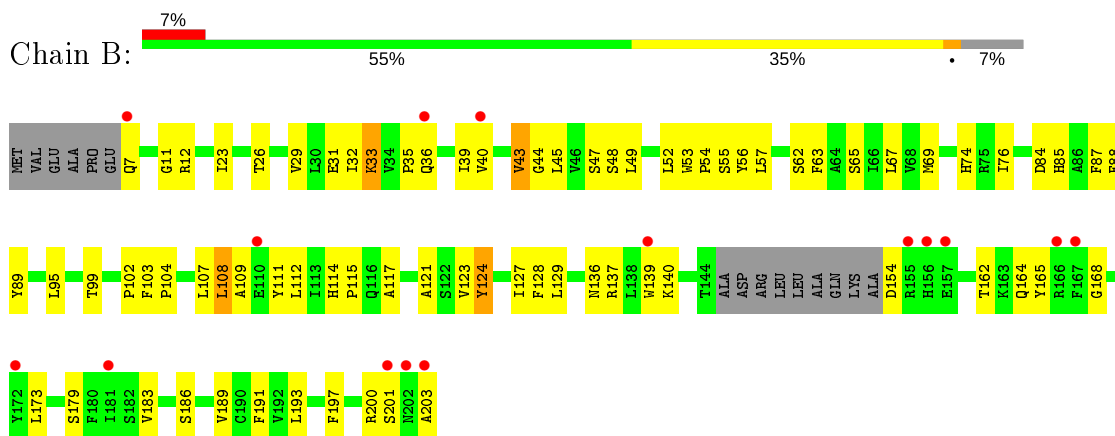 7%
Chain B:
55% 35% • 7%
MET VAL GLU ALA PRO GLU Q7 G11 R12 I23 T26 V29 L30 E31 I32 K33 V34 P35 Q36 I39 V40 V43 G44 L45 V46 S47 S48 L49 L52 W53 P54 S55 Y56 L57 S62 F63 A64 S65 I66 L67 V68 M69 H74 R75 I76 D84 H85 A86 F87
Y89 L95 T99 P102 F103 P104 L107 L108 A109 E110 Y111 L112 I113 H114 P115 Q116 A117 A121 S122 V123 Y124 I127 F128 L129 N136 R137 L138 W139 K140 T144 ALA ASP ARG LEU LEU ALA GLN LYS ALA D154 R155 H156 E157 T162 K163 Q164 Y165 R166 F167 G168
Y172 L173 S179 F180 I181 S182 V183 S186 V189 C190 F191 V192 L193 F197 R200 S201 N202 A203